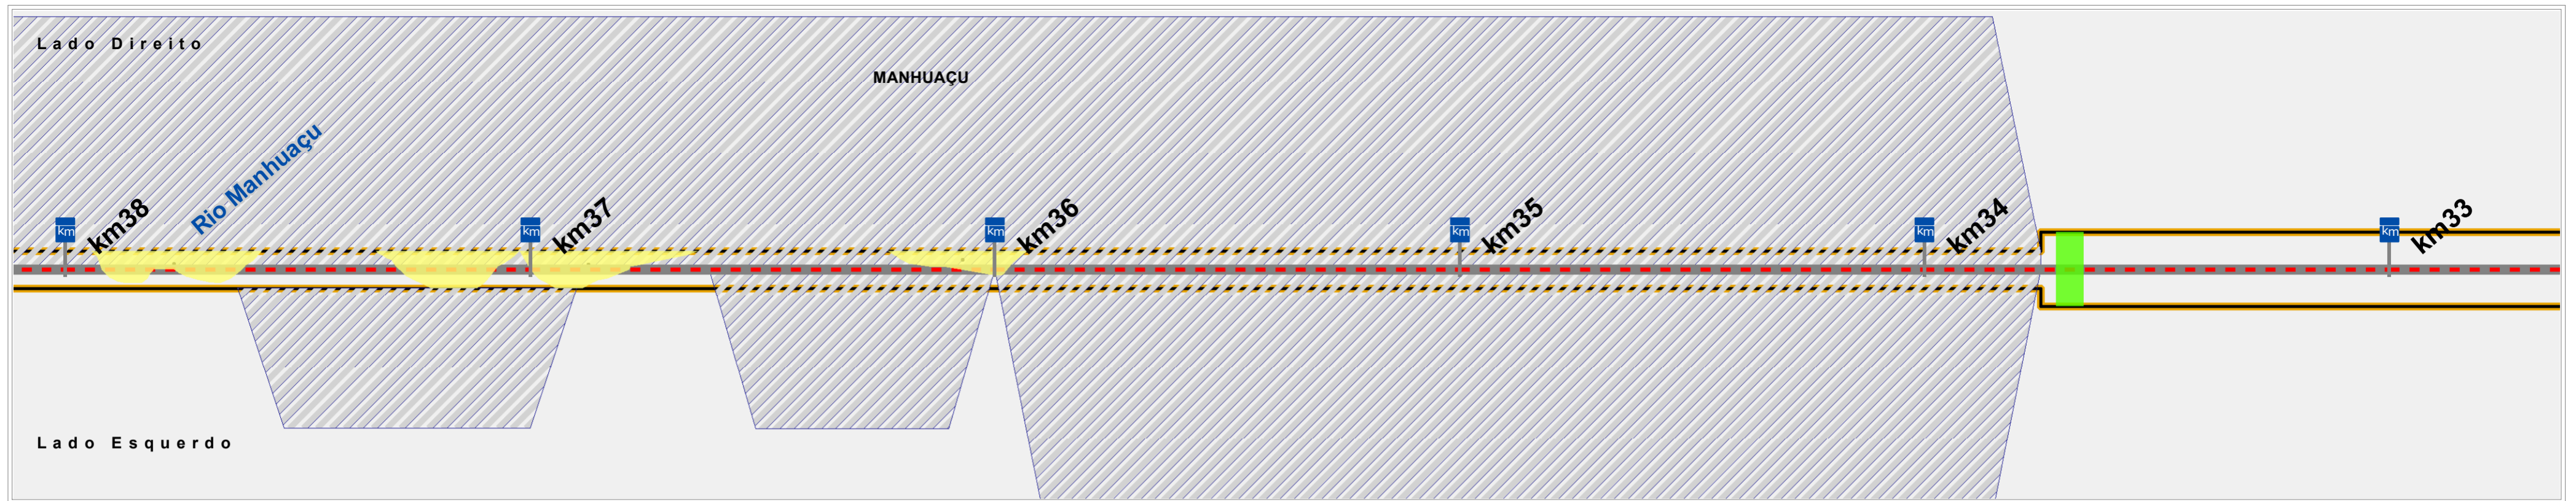 Lado Direito
MANHUAÇU
Rio Manhuaçu
km
km38
km
km37
km
km36
km
km35
km
km34
km
km33
Lado Esquerdo